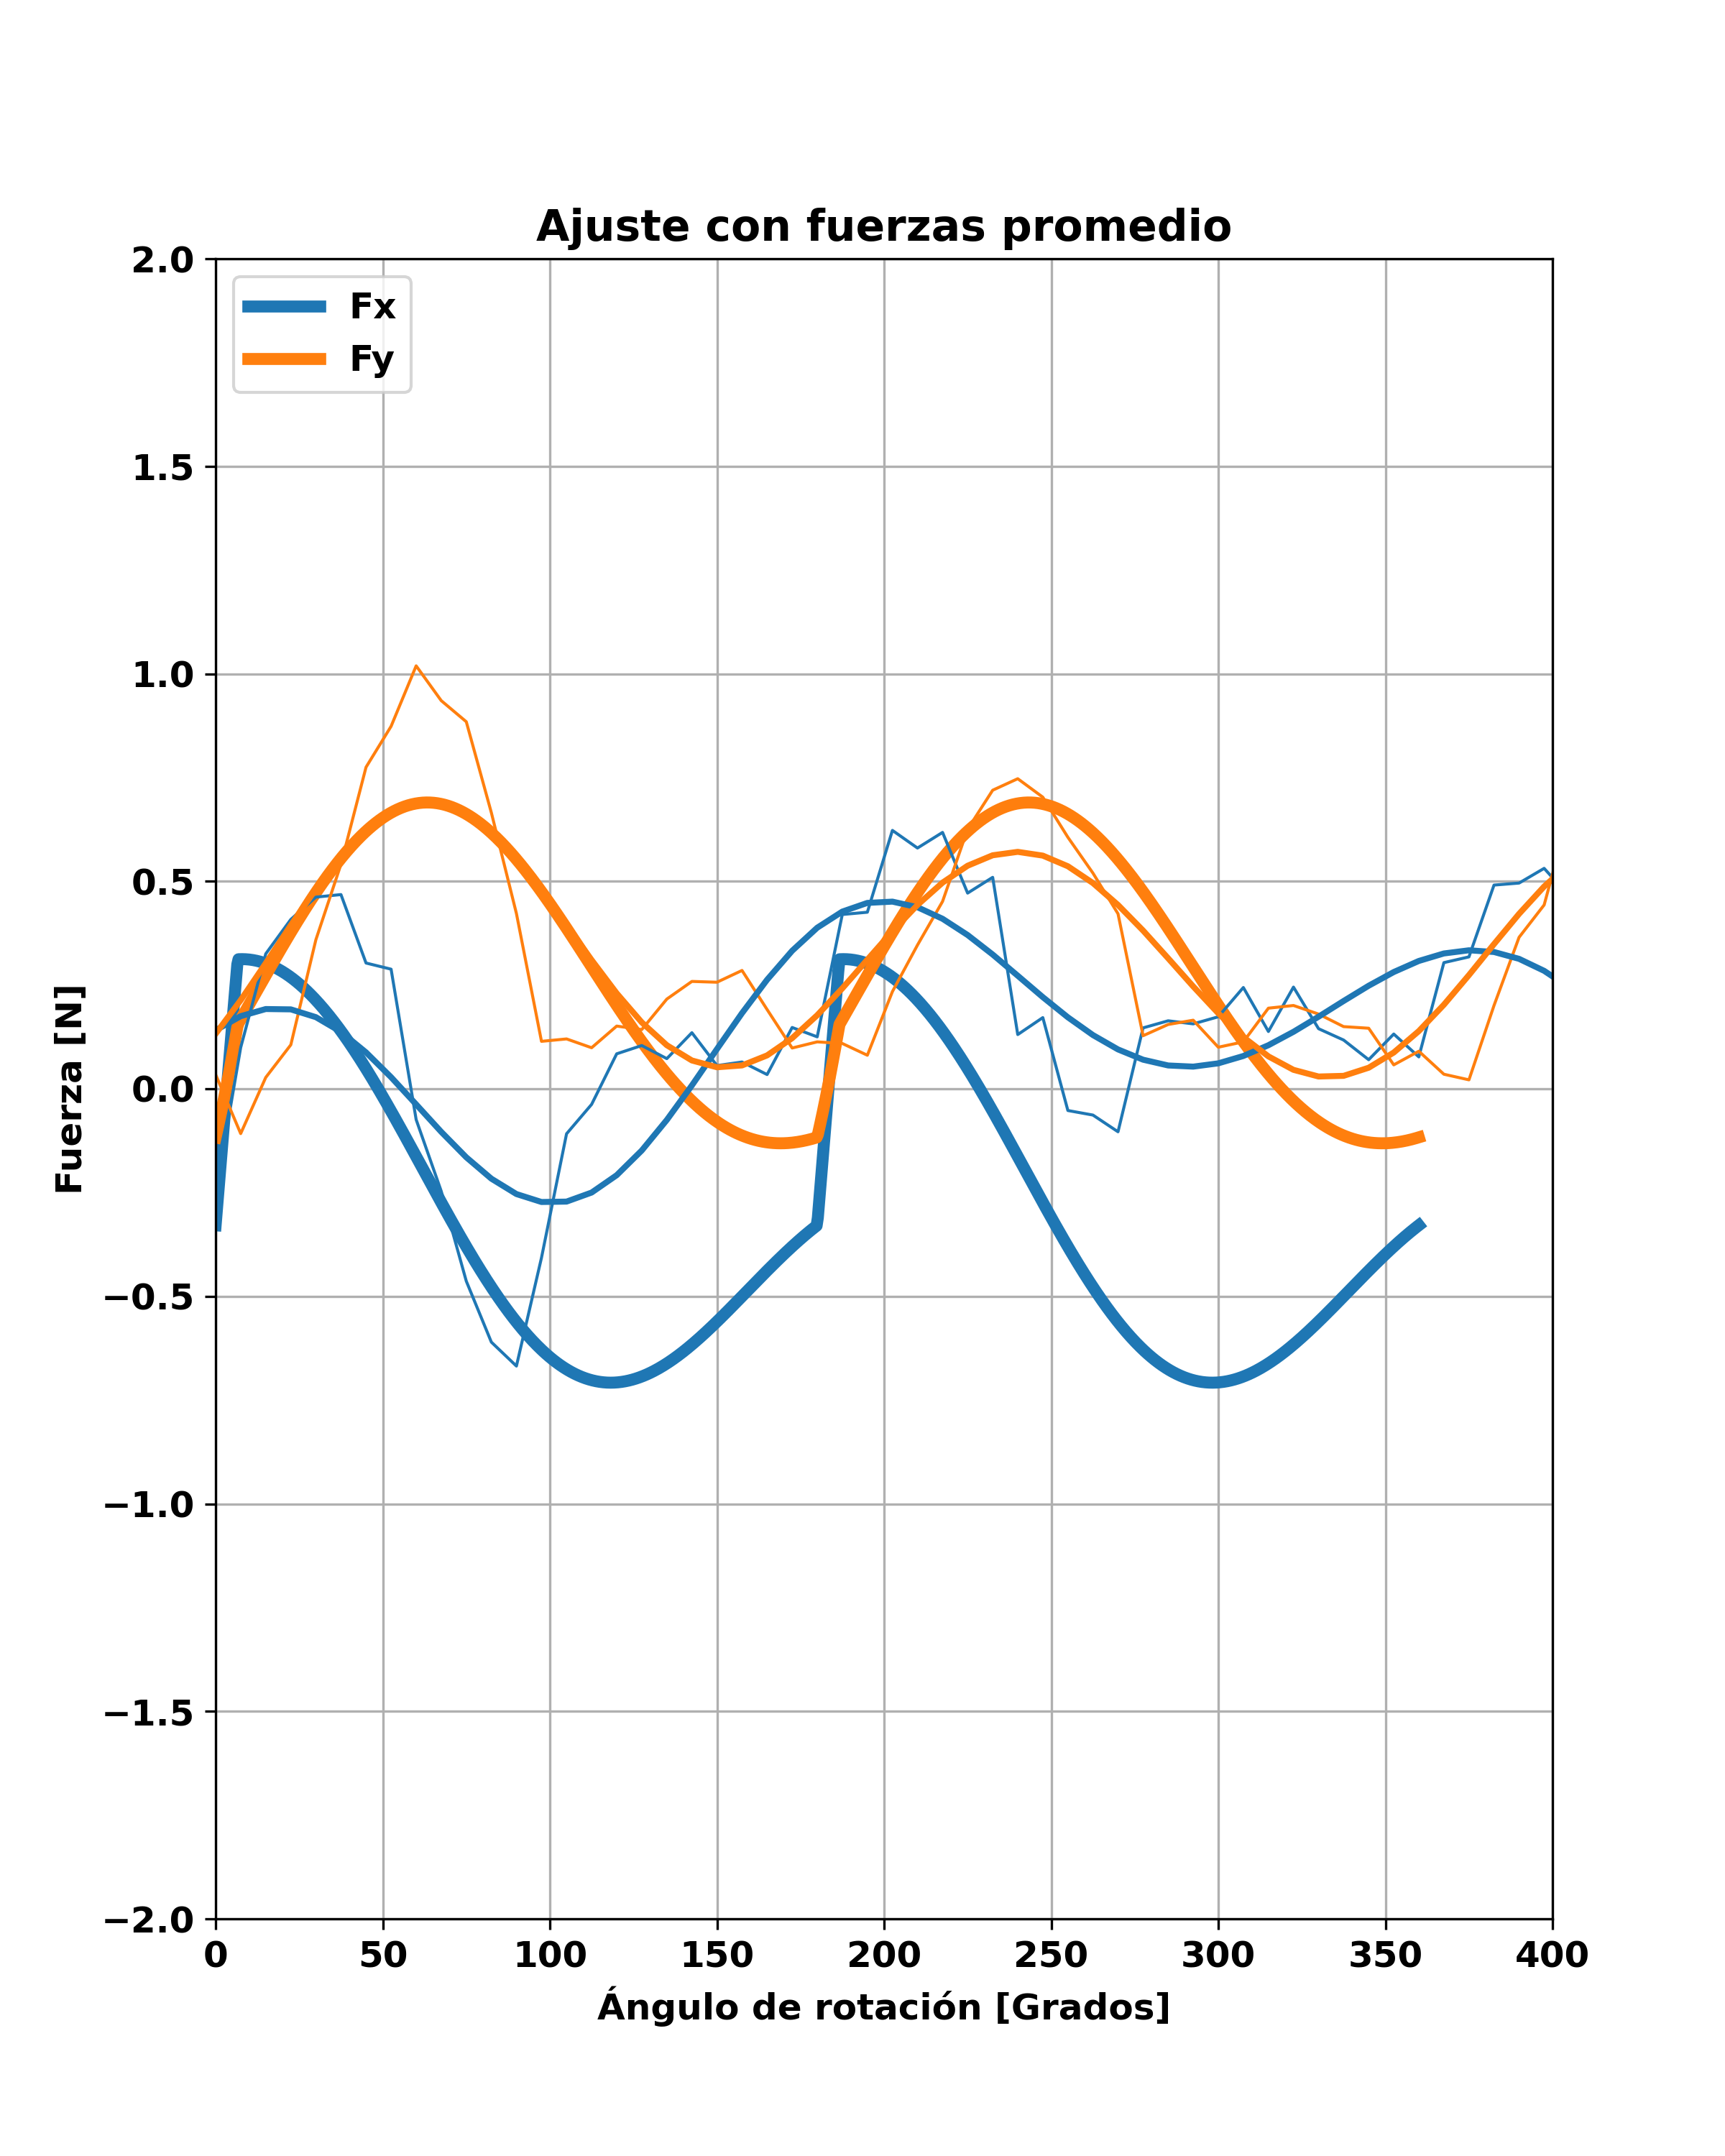 Ajuste con fuerzas promedio
2.0
1.5
1.0
0.5
0.0
−0.5
−1.0
−1.5
−2.0
Fuerza [N]
Fx
Fy
0 50 100 150 200 250 300 350 400
Ángulo de rotación [Grados]